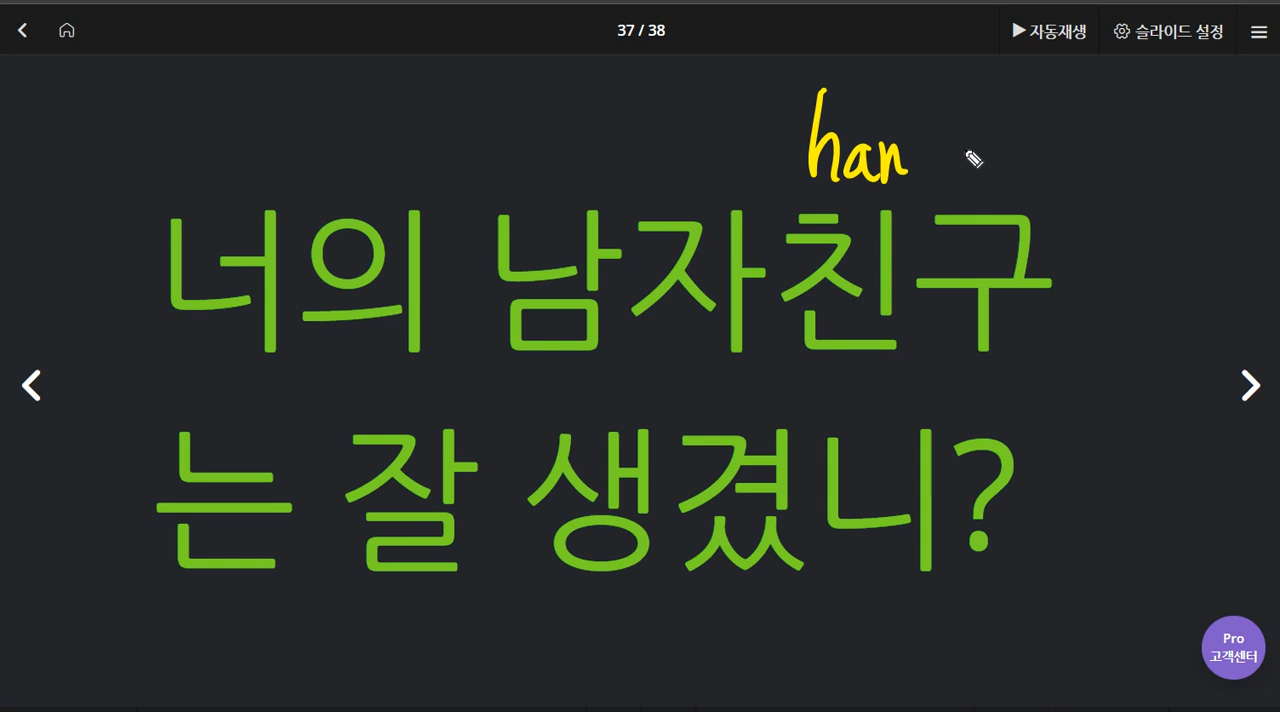 37 / 38
자동재생
슬라이드 설정
han
너의 남자친구
는 잘 생겼니?
Pro
고객센터